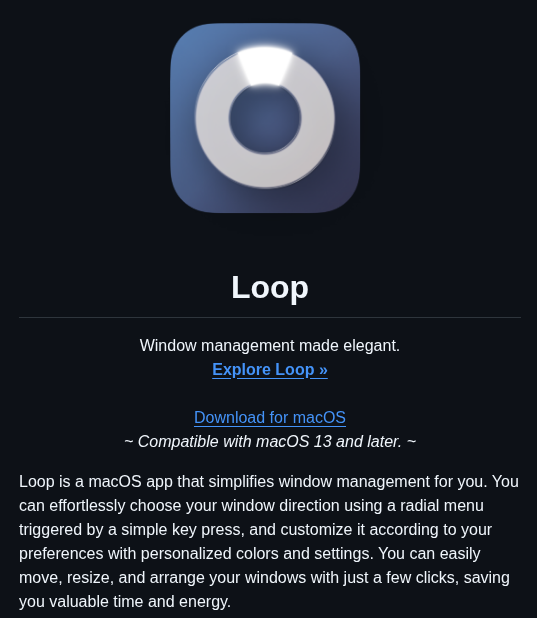 Loop
Window management made elegant.
Explore Loop »
Download for macOS
~ Compatible with macOS 13 and later. ~
Loop is a macOS app that simplifies window management for you. You
can effortlessly choose your window direction using a radial menu
triggered by a simple key press, and customize it according to your
preferences with personalized colors and settings. You can easily
move, resize, and arrange your windows with just a few clicks, saving
you valuable time and energy.